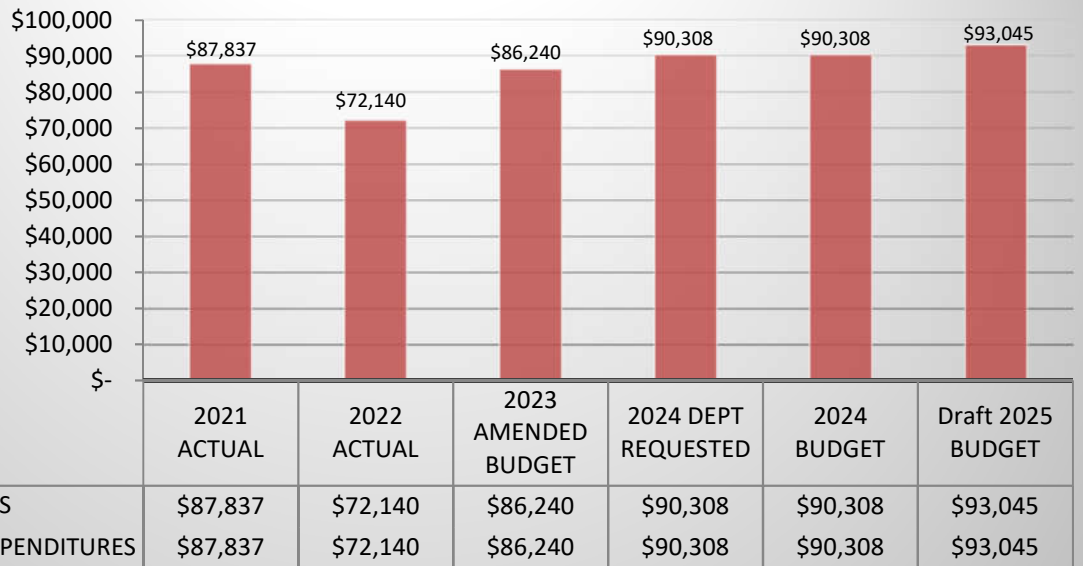 $100,000
$90,000
$80,000
$70,000
$60,000
$50,000
$40,000
$30,000
$20,000
$10,000
$-
$87,837
$72,140
$86,240
$90,308
$90,308
$93,045
2021
ACTUAL
2022
ACTUAL
2023
AMENDED
BUDGET
2024 DEPT
REQUESTED
2024
BUDGET
Draft 2025
BUDGET
S $87,837 $72,140 $86,240 $90,308 $90,308 $93,045
PENDITURES $87,837 $72,140 $86,240 $90,308 $90,308 $93,045